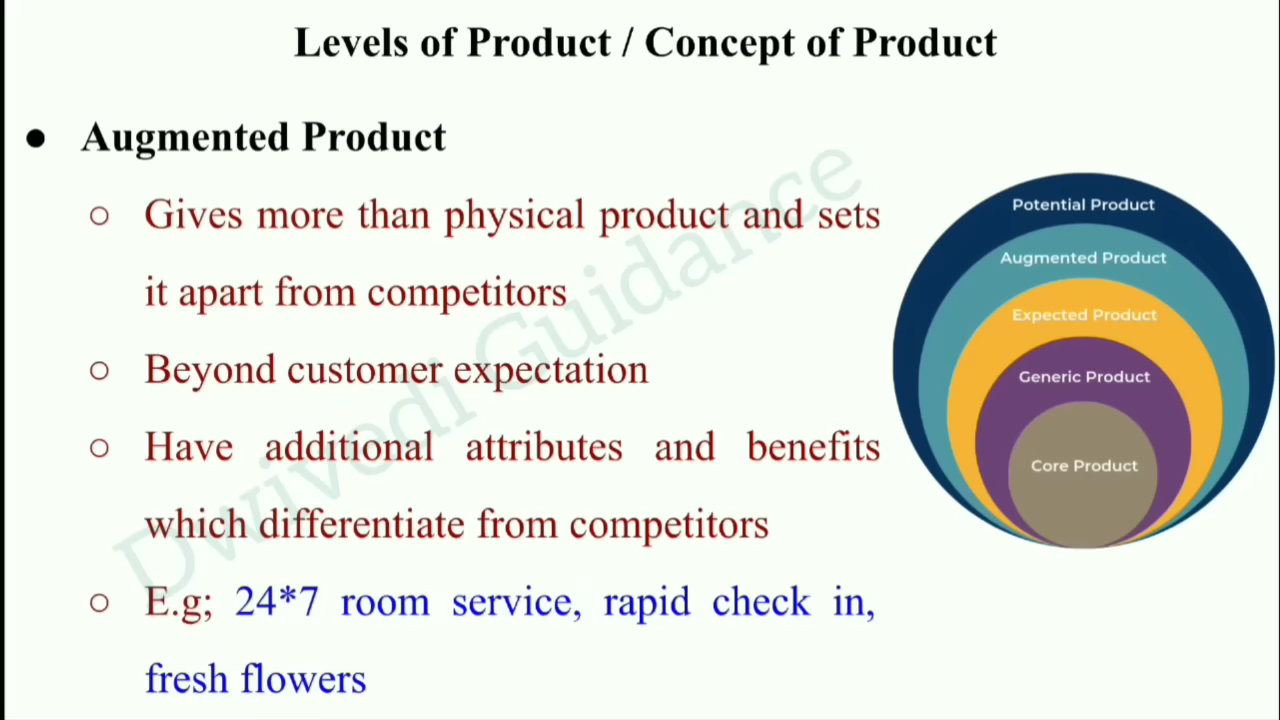 Levels of Product / Concept of Product
● Augmented Product
○ Gives more than physical product and sets
it apart from competitors
○ Beyond customer expectation
○ Have additional attributes and benefits
which differentiate from competitors
○ E.g; 24*7 room service, rapid check in,
fresh flowers
Potential Product
Augmented Product
Expected Product
Generic Product
Core Product
Dwivedi Guidance